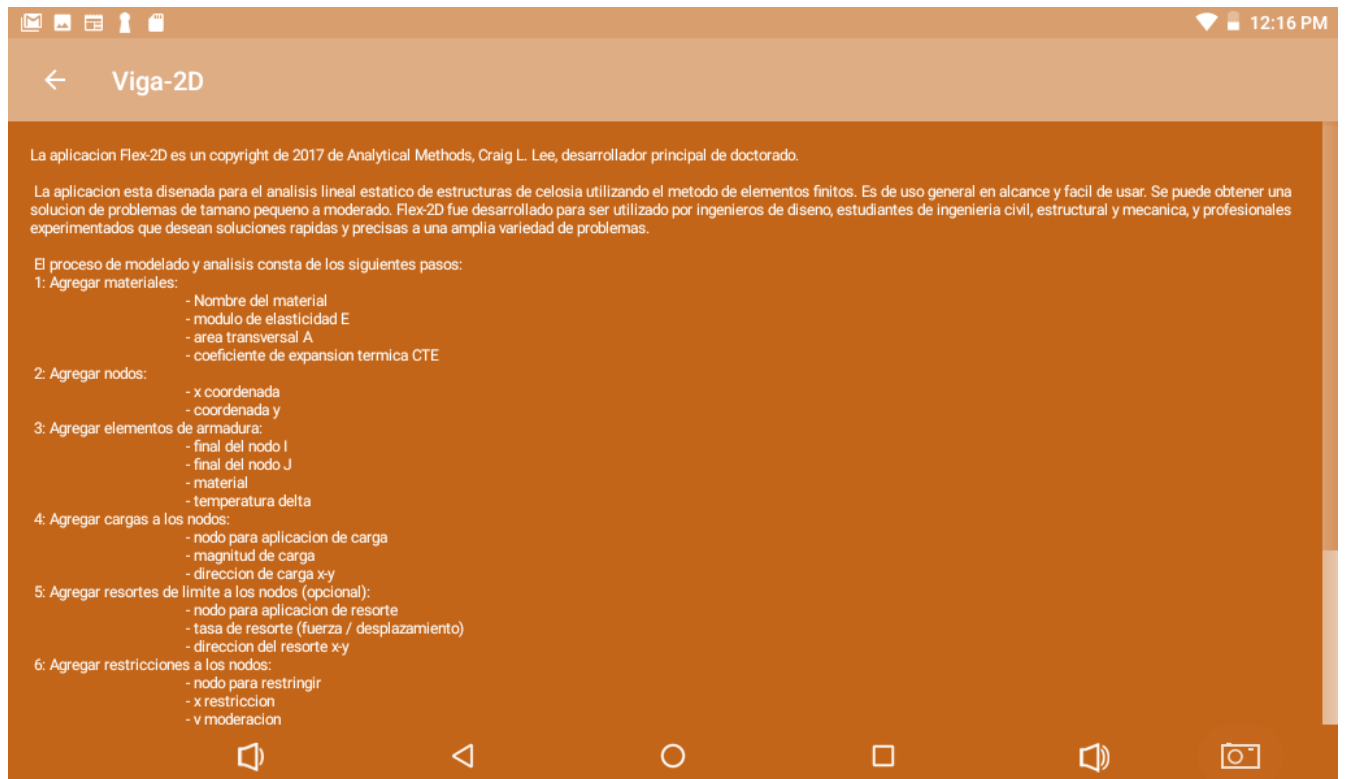 12:16 PM
Viga-2D
La aplicacion Flex-2D es un copyright de 2017 de Analytical Methods, Craig L. Lee, desarrollador principal de doctorado.
La aplicacion esta disenada para el analisis lineal estatico de estructuras de celosia utilizando el metodo de elementos finitos. Es de uso general en alcance y facil de usar. Se puede obtener una
solucion de problemas de tamano pequeno a moderado. Flex-2D fue desarrollado para ser utilizado por ingenieros de diseno, estudiantes de ingenieria civil, estructural y mecanica, y profesionales
experimentados que desean soluciones rapidas y precisas a una amplia variedad de problemas.
El proceso de modelado y analisis consta de los siguientes pasos:
1: Agregar materiales:
- Nombre del material
- modulo de elasticidad E
- area transversal A
- coeficiente de expansion termica CTE
2: Agregar nodos:
- x coordenada
- coordenada y
3: Agregar elementos de armadura:
- final del nodo I
- final del nodo J
- material
- temperatura delta
4: Agregar cargas a los nodos:
- nodo para aplicacion de carga
- magnitud de carga
- direccion de carga x-y
5: Agregar resortes de limite a los nodos (opcional):
- nodo para aplicacion de resorte
- tasa de resorte (fuerza / desplazamiento)
- direccion del resorte x-y
6: Agregar restricciones a los nodos:
- nodo para restringir
- x restriccion
- y moderacion